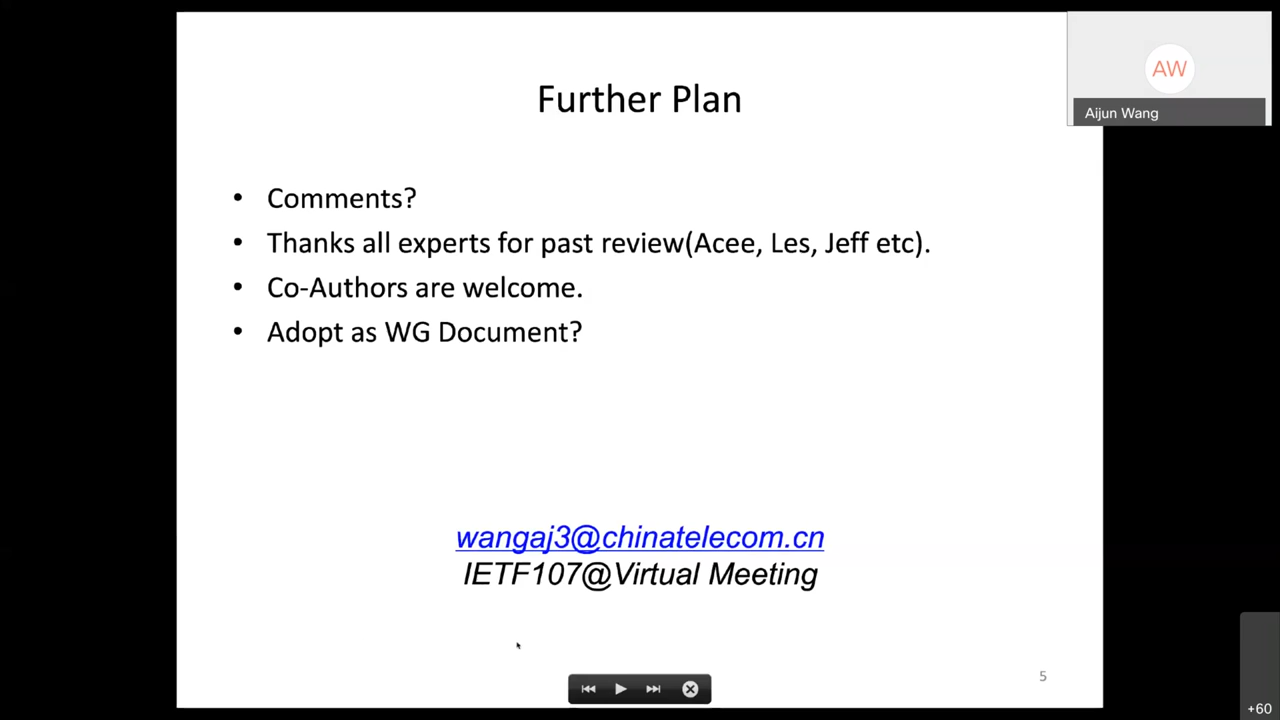 Further Plan
AW
Aijun Wang
• Comments?
• Thanks all experts for past review(Acee, Les, Jeff etc).
• Co-Authors are welcome.
• Adopt as WG Document?
wangaj3@chinatelecom.cn
IETF107@Virtual Meeting
5
+60